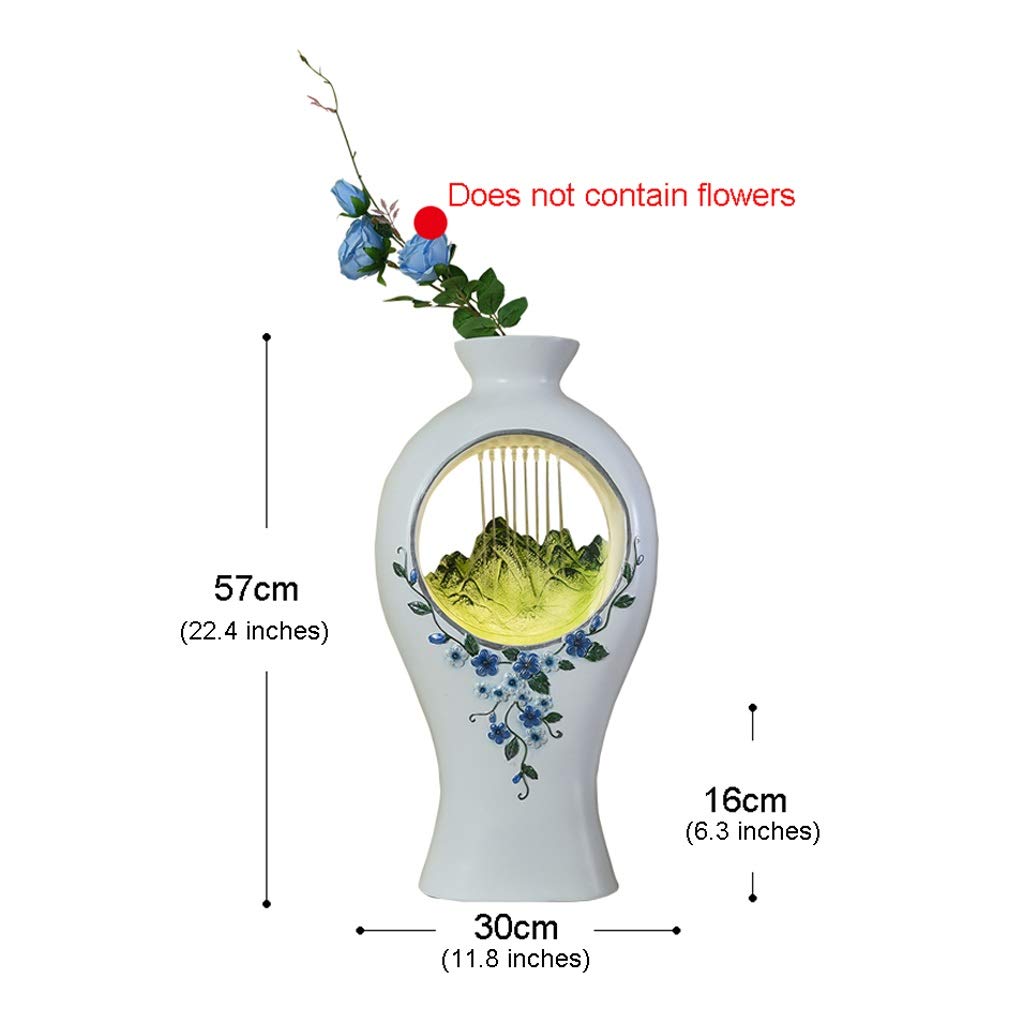 Does not contain flowers
57cm
(22.4 inches)
16cm
(6.3 inches)
30cm
(11.8 inches)